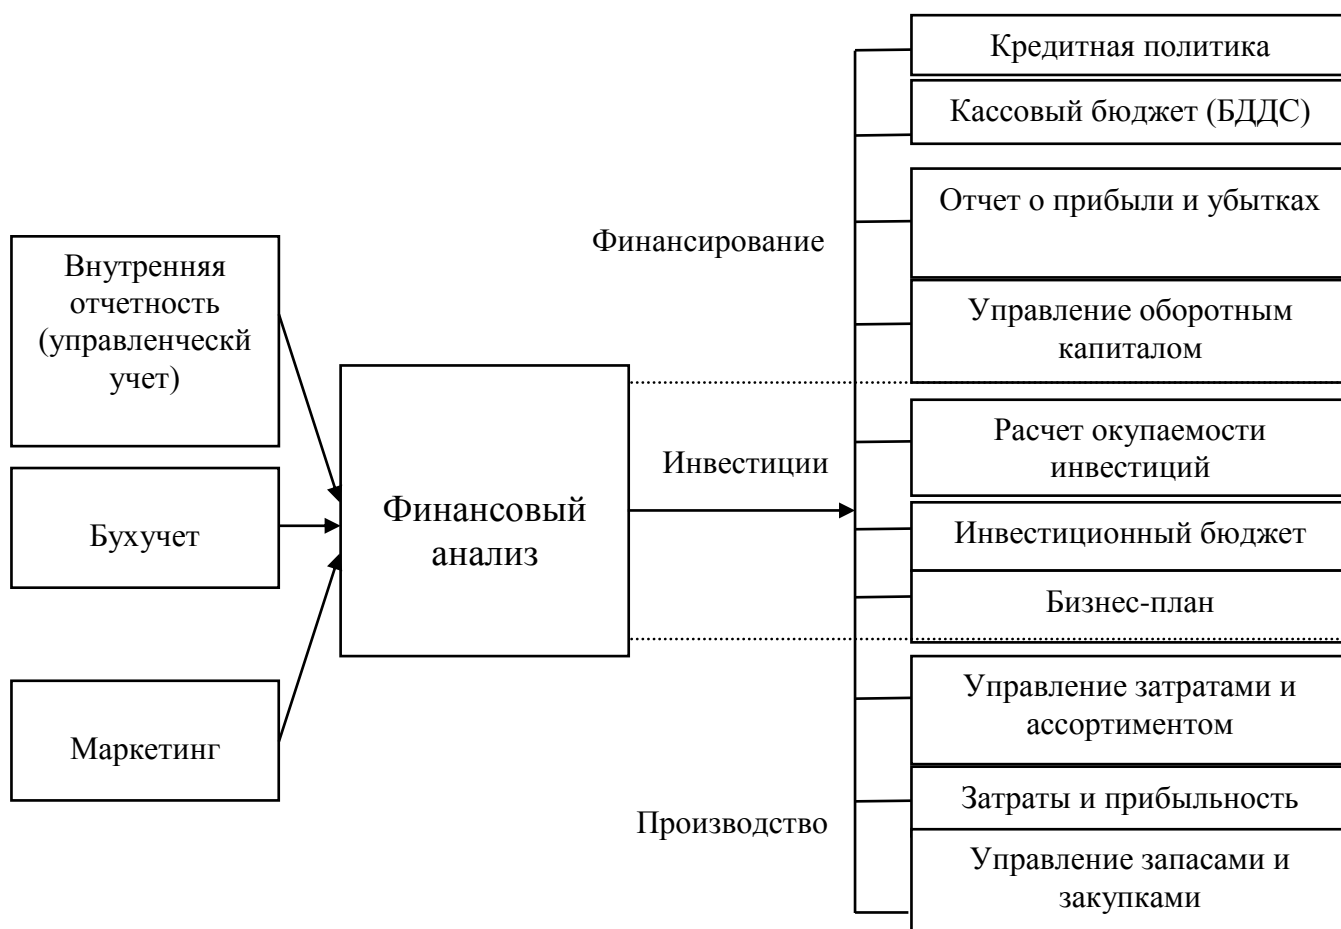 Кредитная политика
Кассовый бюджет (БДДС)
Отчет о прибыли и убытках
Финансирование
Внутренняя
отчетность
(управленческй
учет)
Управление оборотным
капиталом
Расчет окупаемости
инвестиций
Инвестиции
Финансовый
анализ
Бухучет
Инвестиционный бюджет
Бизнес-план
Управление затратами и
ассортиментом
Маркетинг
Затраты и прибыльность
Производство
Управление запасами и
закупками